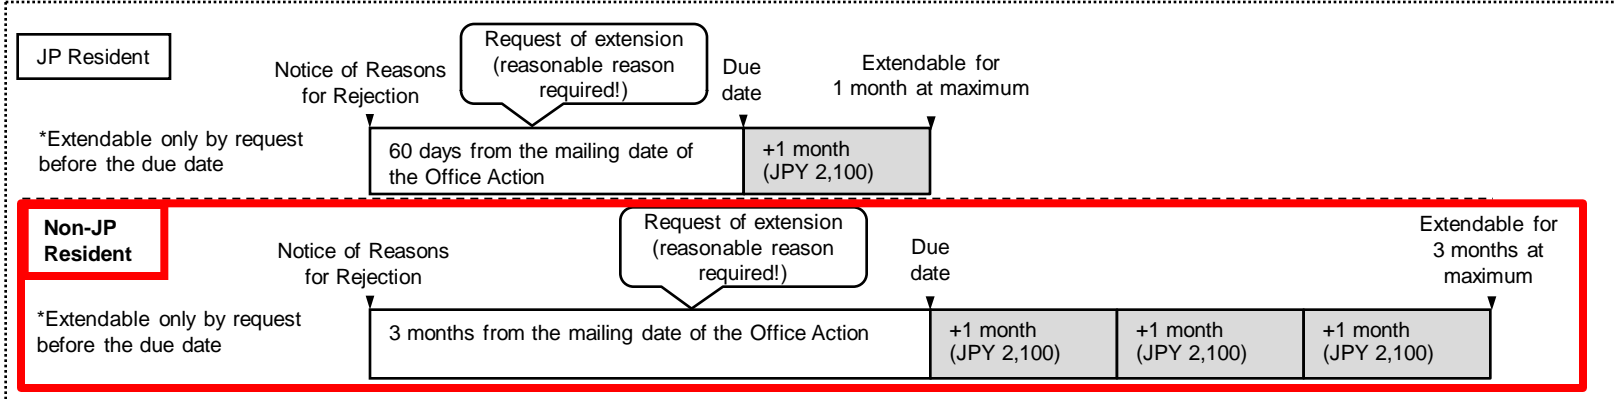 JP Resident
Notice of Reasons
for Rejection
Request of extension
(reasonable reason
required!)
Due
date
Extendable for
1 month at maximum
*Extendable only by request
before the due date
60 days from the mailing date of
the Office Action
+1 month
(JPY 2,100)
Non-JP
Resident
Notice of Reasons
for Rejection
Request of extension
(reasonable reason
required!)
Due
date
Extendable for
3 months at
maximum
*Extendable only by request
before the due date
3 months from the mailing date of the Office Action
+1 month
(JPY 2,100)
+1 month
(JPY 2,100)
+1 month
(JPY 2,100)